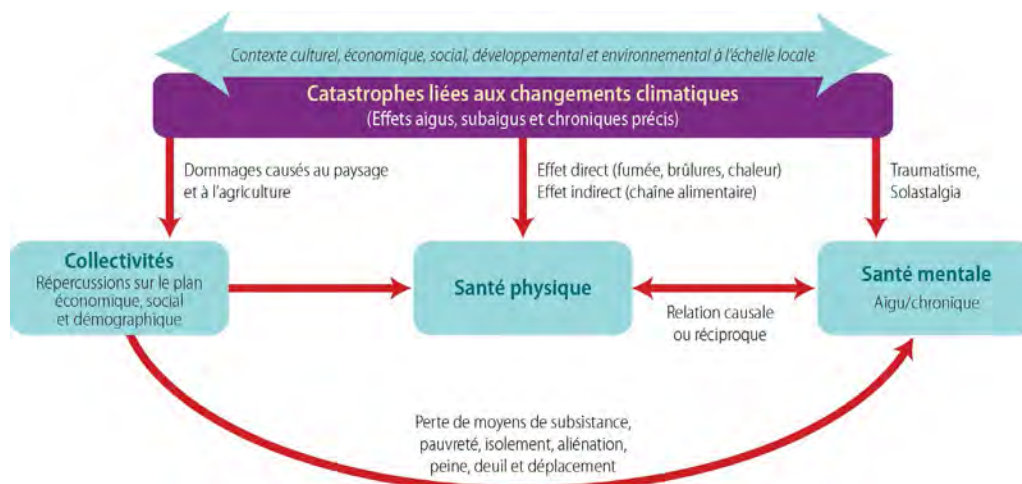 Contexte culturel, économique, social, développemental et environnemental à l'échelle locale
Catastrophes liées aux changements climatiques
(Effets aigus, subaigus et chroniques précis)
Dommages causés au paysage
et à l'agriculture
Effet direct (fumée, brûlures, chaleur)
Effet indirect (chaîne alimentaire)
Traumatisme,
Solastalgia
Collectivités
Répercussions sur le plan
économique, social
et démographique
Santé physique
Santé mentale
Aigu/chronique
Relation causale
ou réciproque
Perte de moyens de subsistance,
pauvreté, isolement, aliénation,
peine, deuil et déplacement